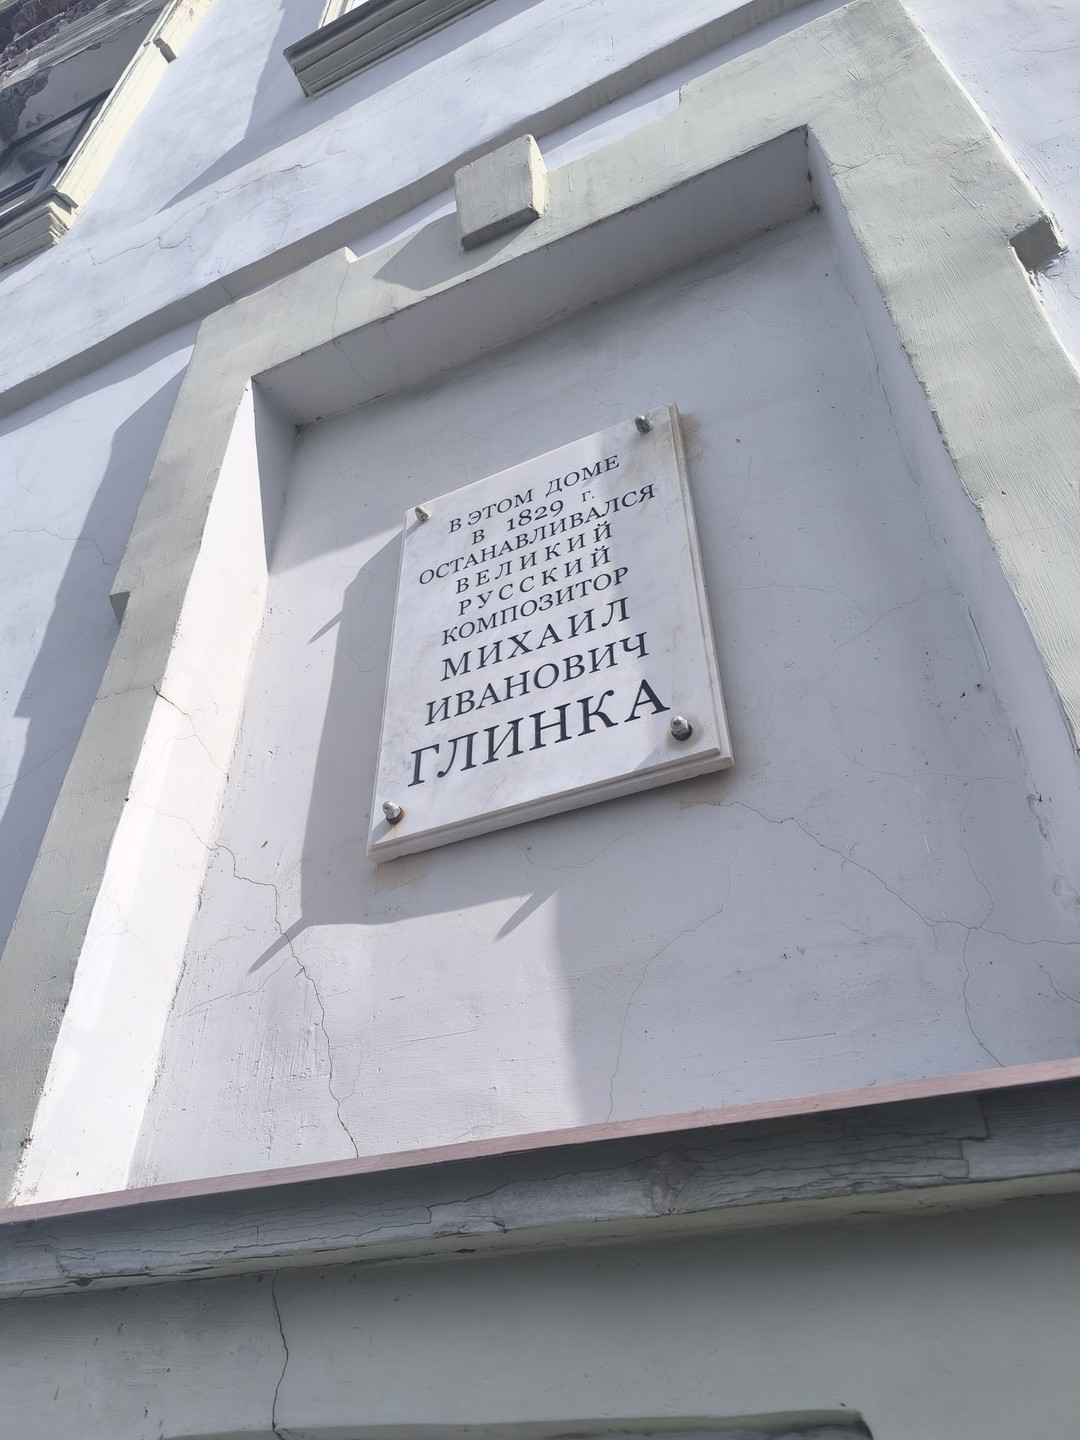 В ЭТОМ ДОМЕ
В 1829 г.
ОСТАНАВЛИВАЛСЯ
ВЕЛИКИЙ
РУССКИЙ
КОМПОЗИТОР
МИХАИЛ
ИВАНОВИЧ
ГЛИНКА